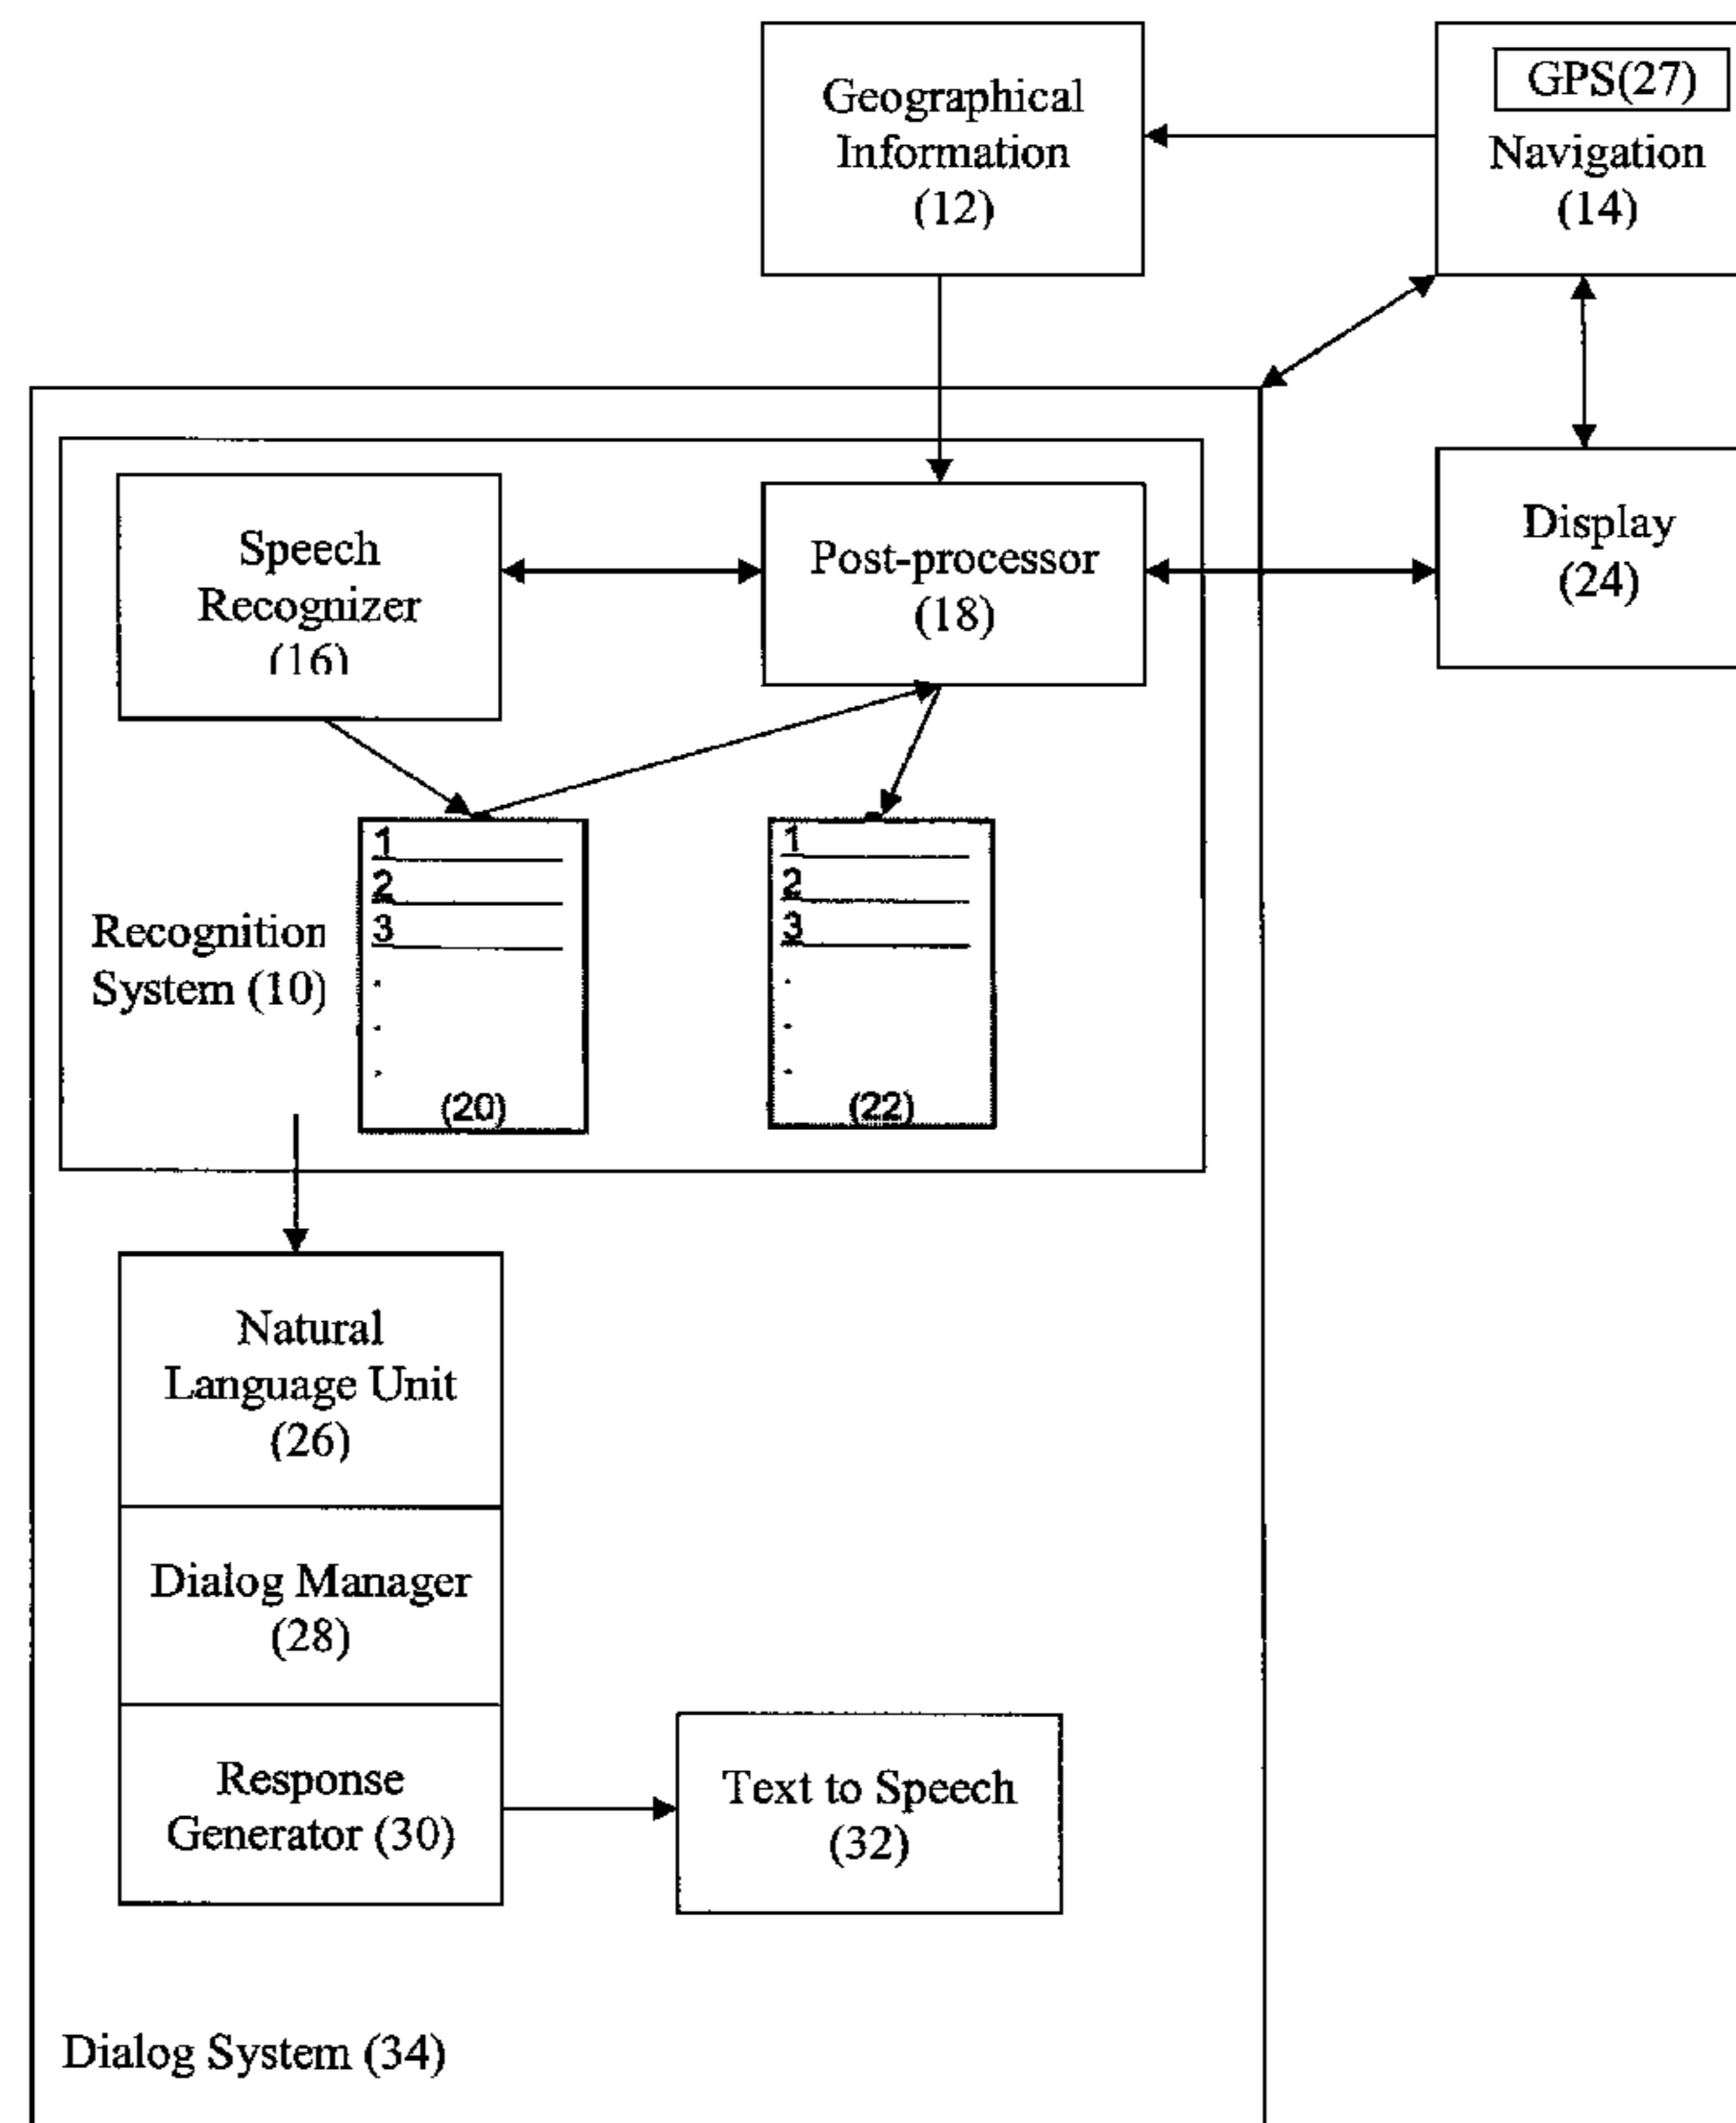 Geographical
Information
(12)
GPS(27)
Navigation
(14)
Speech
Recognizer
(16)
Post-processor
(18)
Display
(24)
Recognition
System (10)
1
2
3
.
.
.
(20)
1
2
3
.
.
.
(22)
Natural
Language Unit
(26)
Dialog Manager
(28)
Response
Generator (30)
Text to Speech
(32)
Dialog System (34)